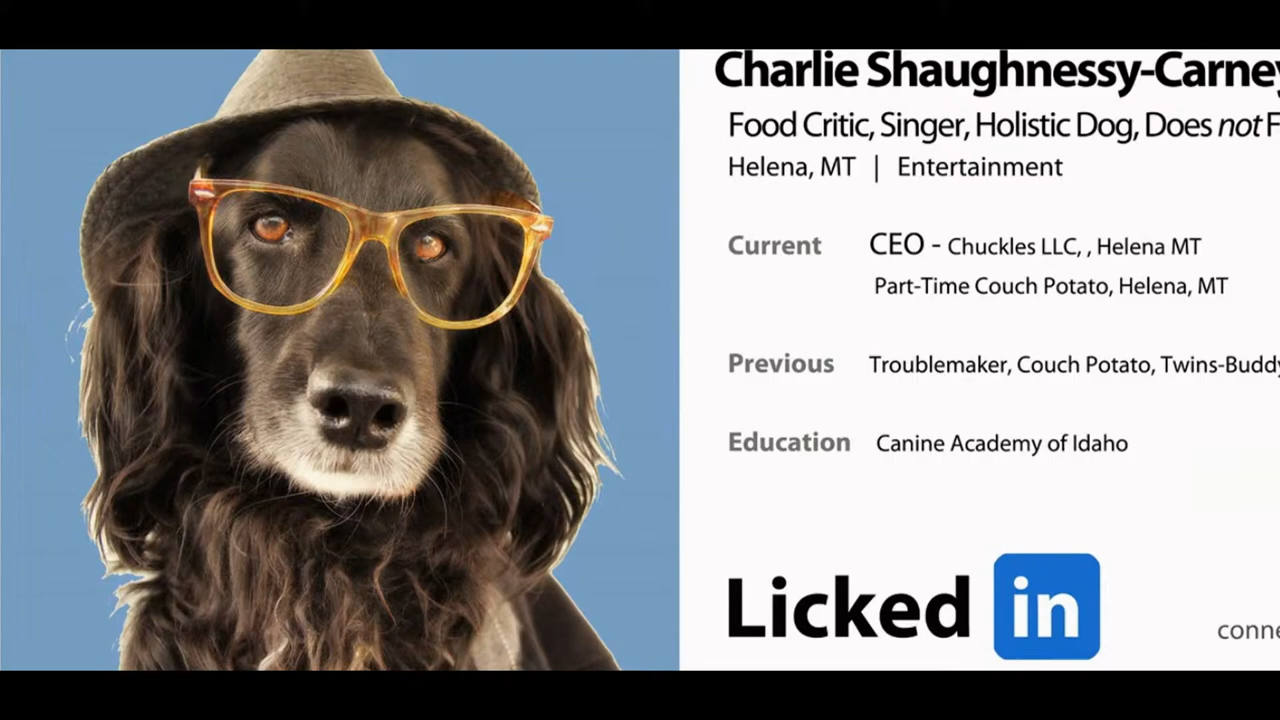 Charlie Shaughnessy-Carney
Food Critic, Singer, Holistic Dog, Does not F
Helena, MT | Entertainment
Current CEO - Chuckles LLC, , Helena MT
Part-Time Couch Potato, Helena, MT
Previous Troublemaker, Couch Potato, Twins-Buddy
Education Canine Academy of Idaho
Licked in
conne